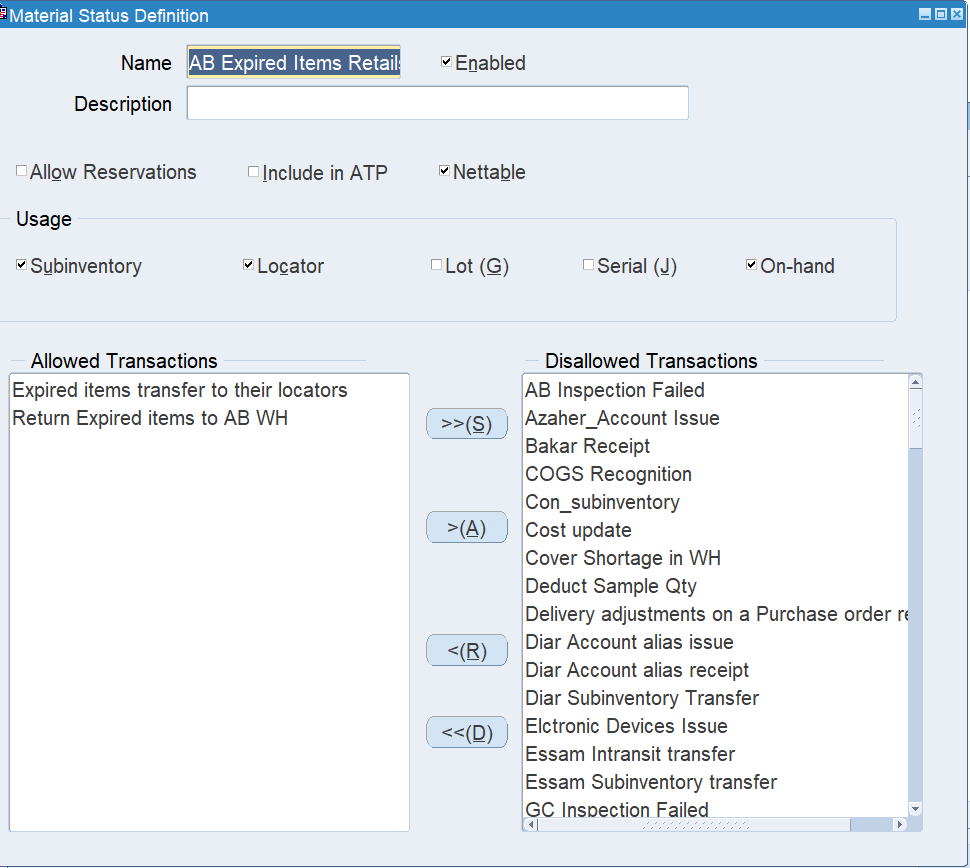 Material Status Definition
Name AB Expired Items Retail
Enabled
Description
Allow Reservations
Include in ATP
Nettable
Usage
Subinventory
Locator
Lot (G)
Serial (J)
On-hand
Allowed Transactions
Expired items transfer to their locators
Return Expired items to AB WH
>>(S)
>(A)
<(R)
<<(D)
Disallowed Transactions
AB Inspection Failed
Azaher_Account Issue
Bakar Receipt
COGS Recognition
Con_subinventory
Cost update
Cover Shortage in WH
Deduct Sample Qty
Delivery adjustments on a Purchase order
Diar Account alias issue
Diar Account alias receipt
Diar Subinventory Transfer
Elctronic Devices Issue
Essam Intransit transfer
Essam Subinventory transfer
GC Inspection Failed